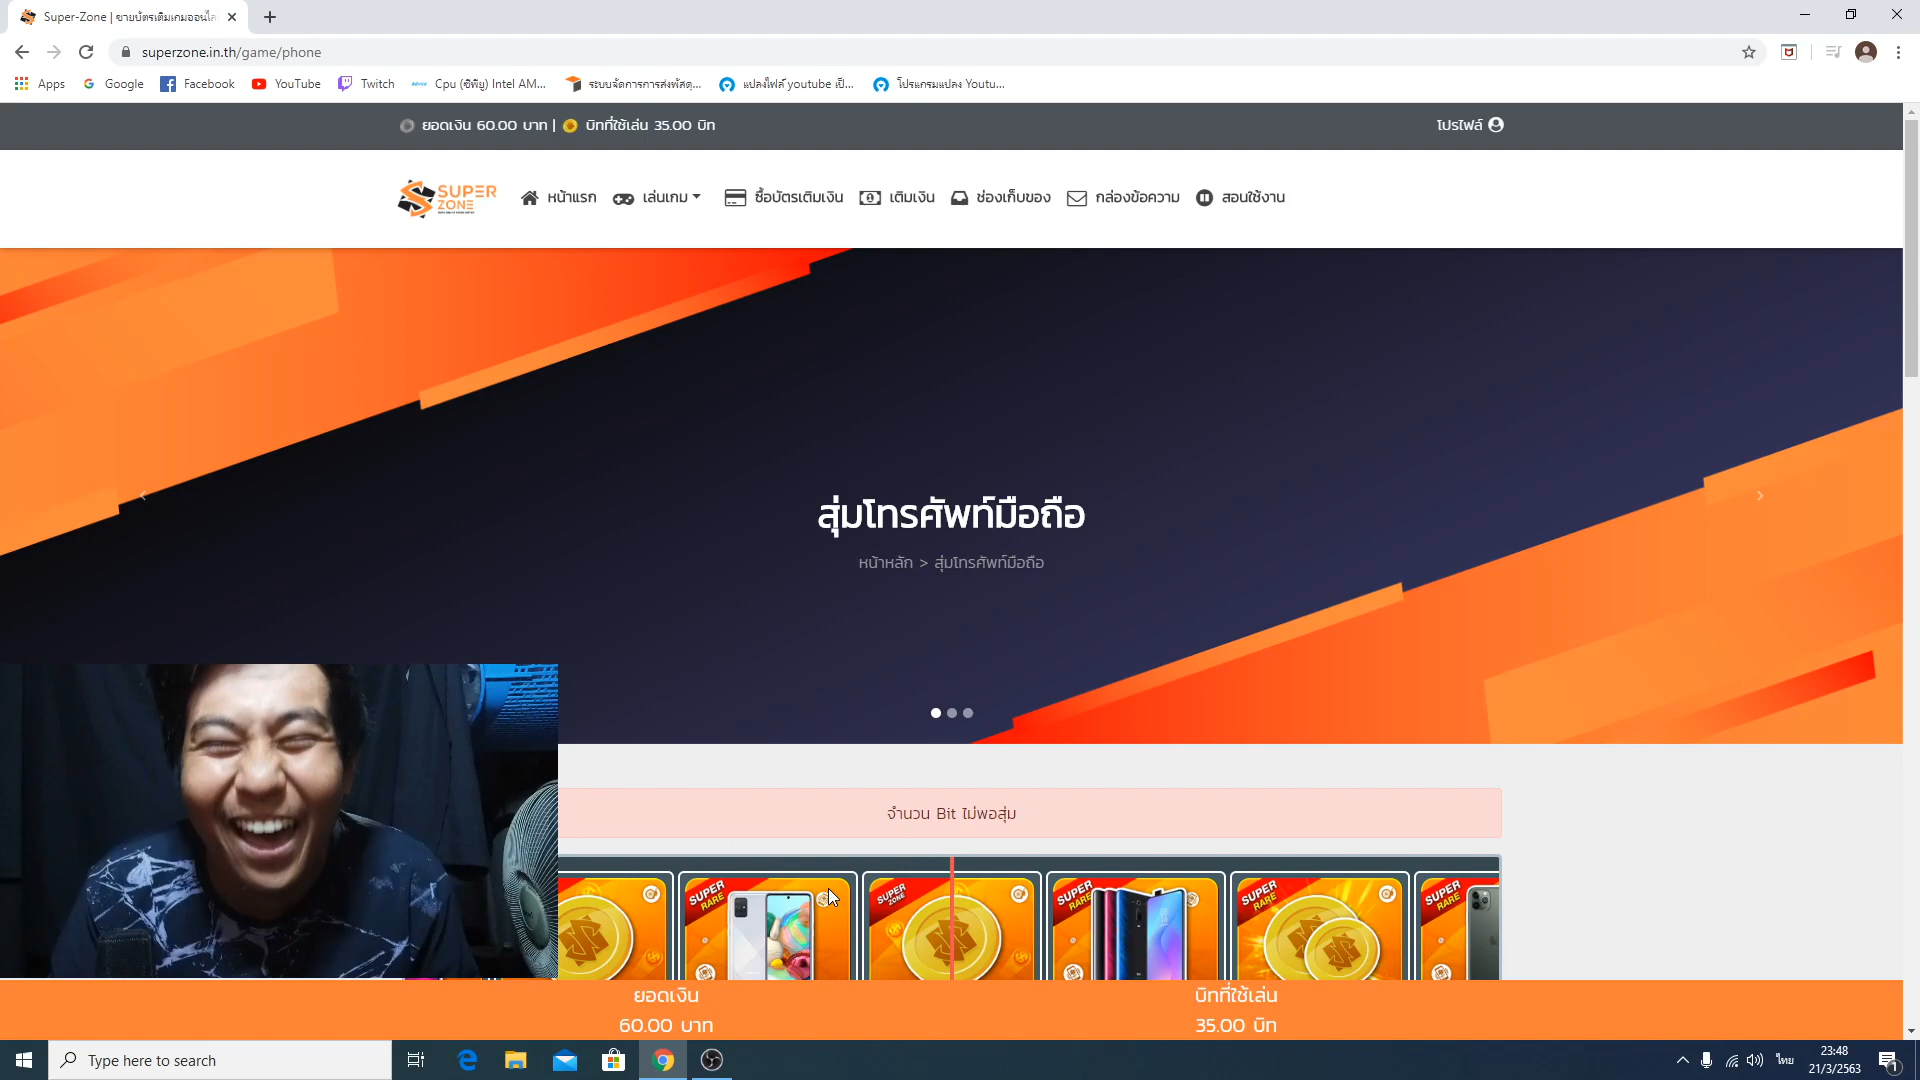 Super-Zone | ขายบัตรเติมเกมออนไล
superzone.in.th/game/phone
Apps Google Facebook YouTube Twitch Cpu (ซีพียู) Intel AM... ระบบจัดการการส่งพัสดุ... แปลงไฟล์ youtube เป็... โปรแกรมแปลง Youtu...
ยอดเงิน 60.00 บาท | บิทที่ใช้เล่น 35.00 บิท
โปรไฟล์
SUPER ZONE
หน้าแรก เล่นเกม ซื้อบัตรเติมเงิน เติมเงิน ช่องเก็บของ กล่องข้อความ สอนใช้งาน
สุ่มโทรศัพท์มือถือ
หน้าหลัก > สุ่มโทรศัพท์มือถือ
จำนวน Bit ไม่พอสุ่ม
SUPER RARE
SUPER ZONE
SUPER RARE
SUPER RARE
SUPER RARE
ยอดเงิน บิทที่ใช้เล่น
60.00 บาท 35.00 บิท
Type here to search
ไทย
23:48
21/3/2563
1